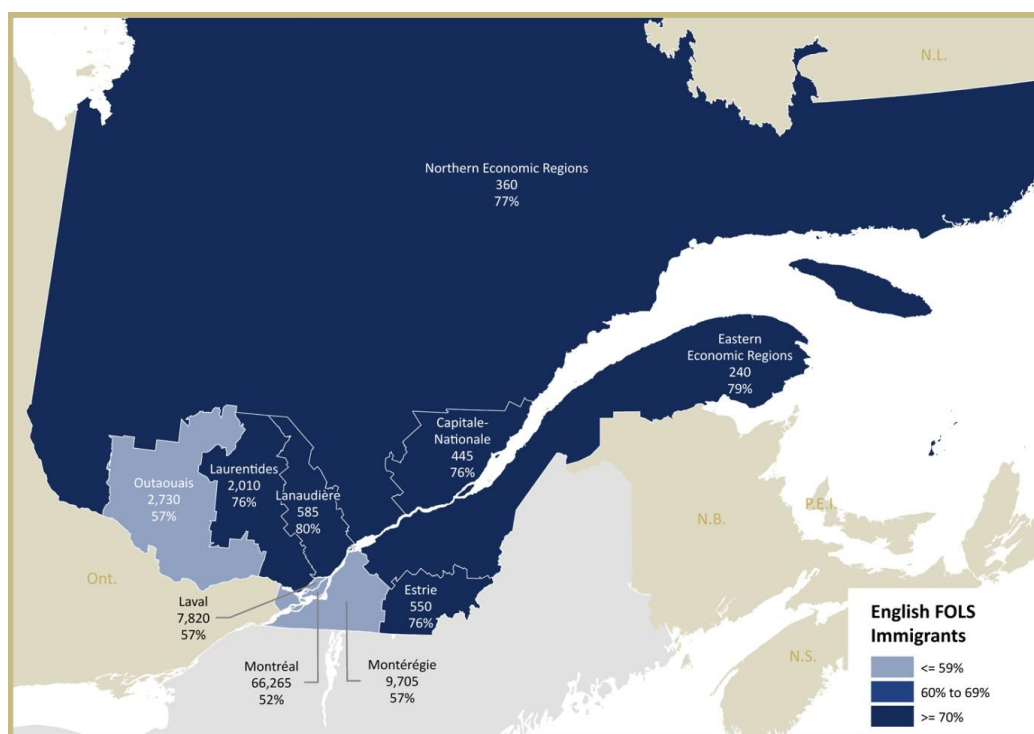 N.L.
Northern Economic Regions
360
77%
Eastern
Economic Regions
240
79%
Capitale-
Nationale
445
76%
Outaouais
2,730
57%
Laurentides
2,010
76%
Lanaudière
585
80%
P.E.I.
N.B.
Ont.
Estrie
550
76%
Laval
7,820
57%
Montréal
66,265
52%
Montérégie
9,705
57%
N.S.
English FOLS
Immigrants
<= 59%
60% to 69%
>= 70%